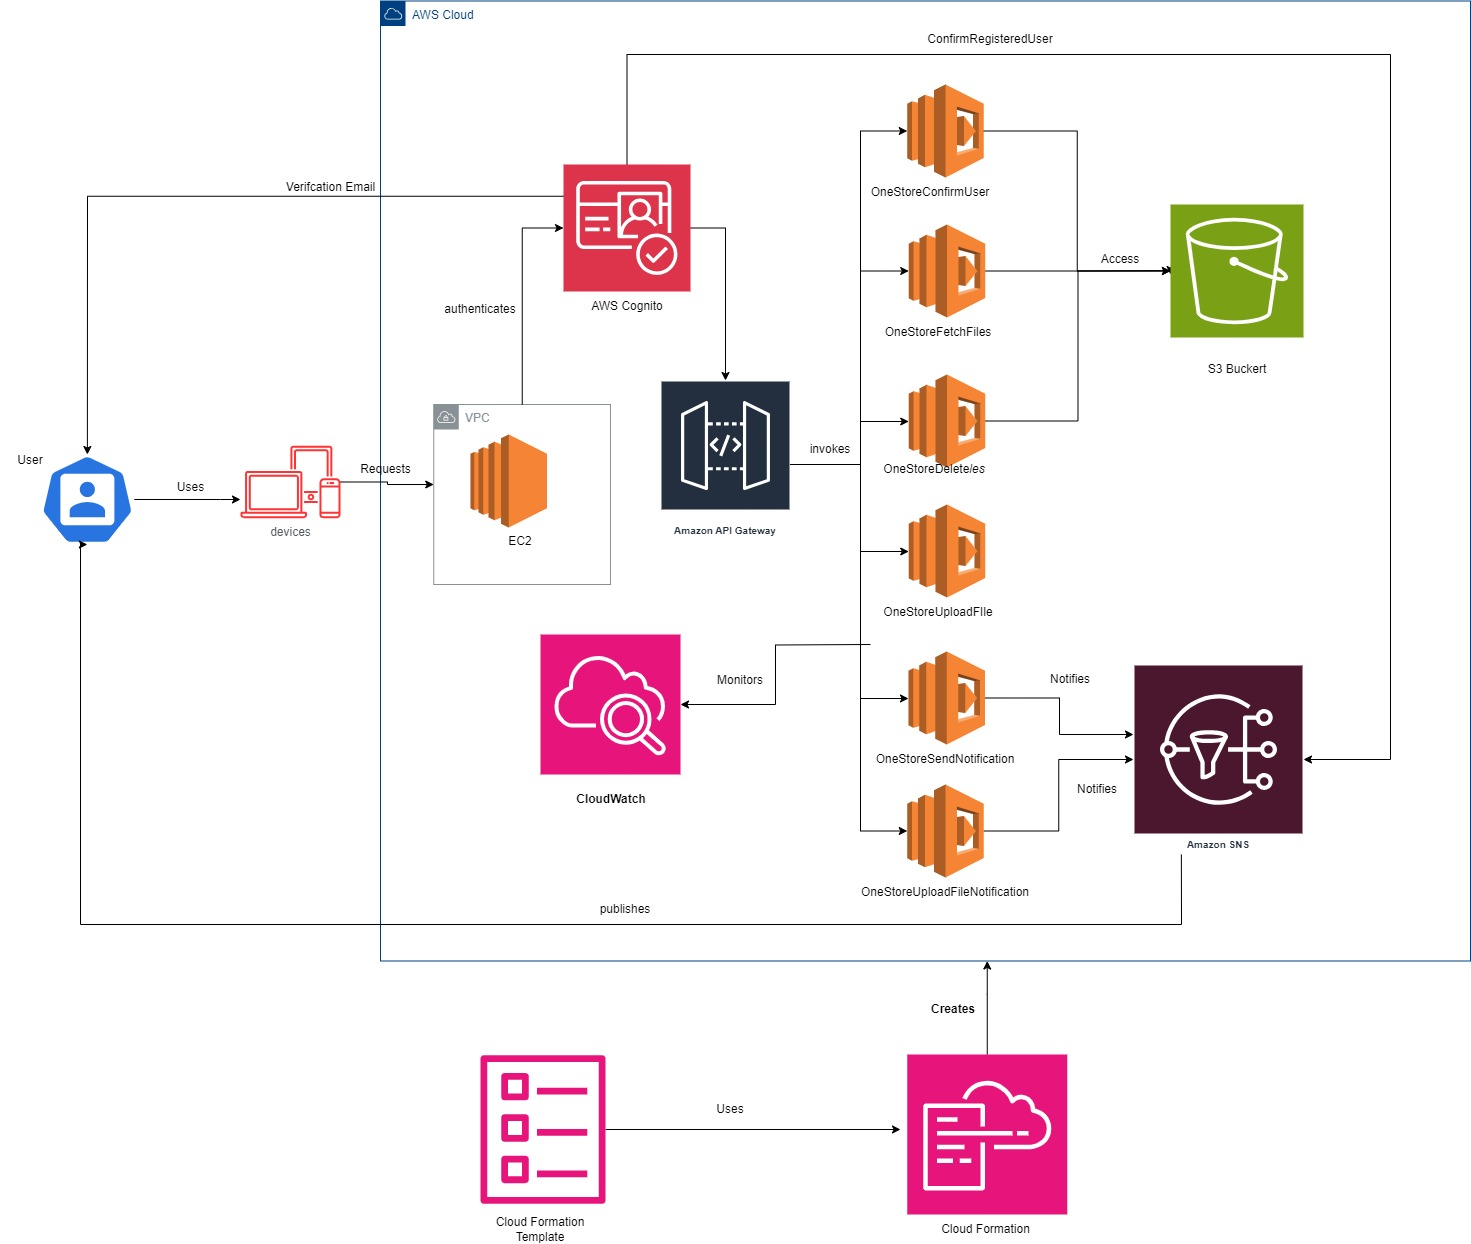 AWS Cloud
ConfirmRegisteredUser
Verifcation Email
OneStoreConfirmUser
Access
authenticates
AWS Cognito
OneStoreFetchFiles
S3 Buckert
VPC
invokes
User
Requests
OneStoreDeleteles
Uses
devices
EC2
Amazon API Gateway
OneStoreUploadFIle
Monitors
Notifies
OneStoreSendNotification
CloudWatch
Notifies
Amazon SNS
OneStoreUploadFileNotification
publishes
Creates
Uses
Cloud Formation
Template
Cloud Formation